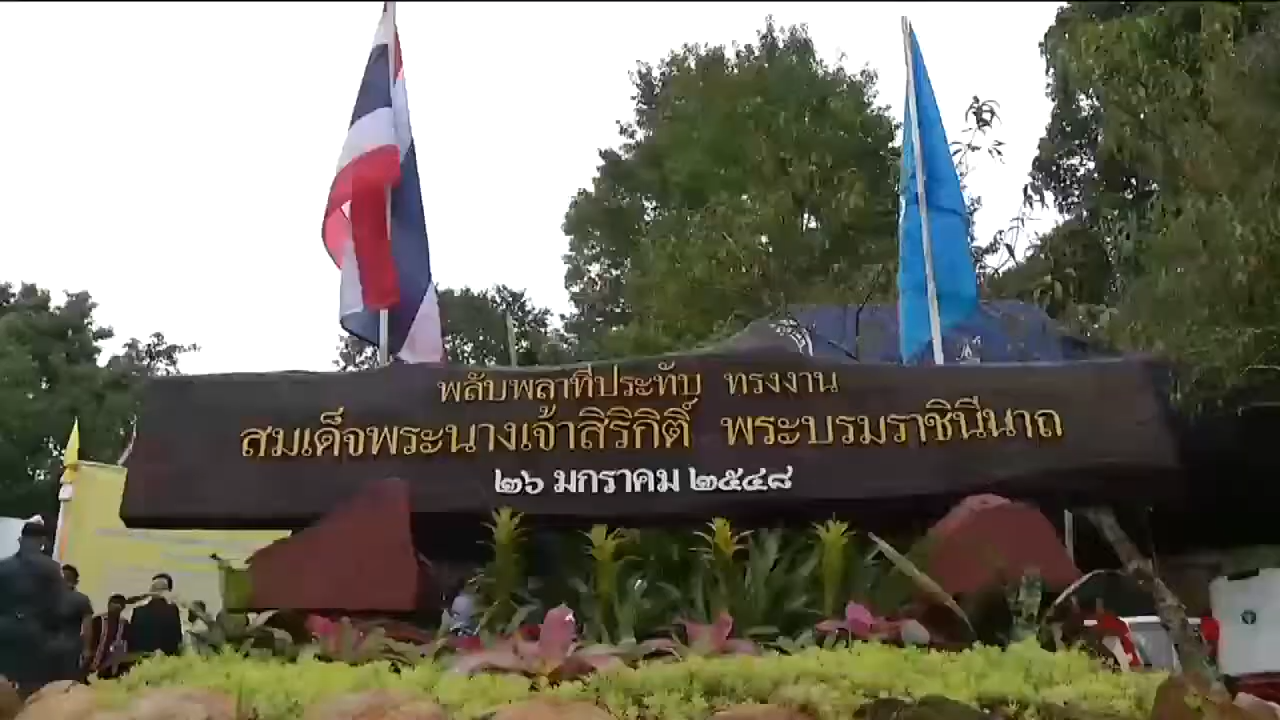 พลับพลาที่ประทับ ทรงงาน
สมเด็จพระนางเจ้าสิริกิติ์ พระบรมราชินีนาถ
๒๖ มกราคม ๒๕๔๘